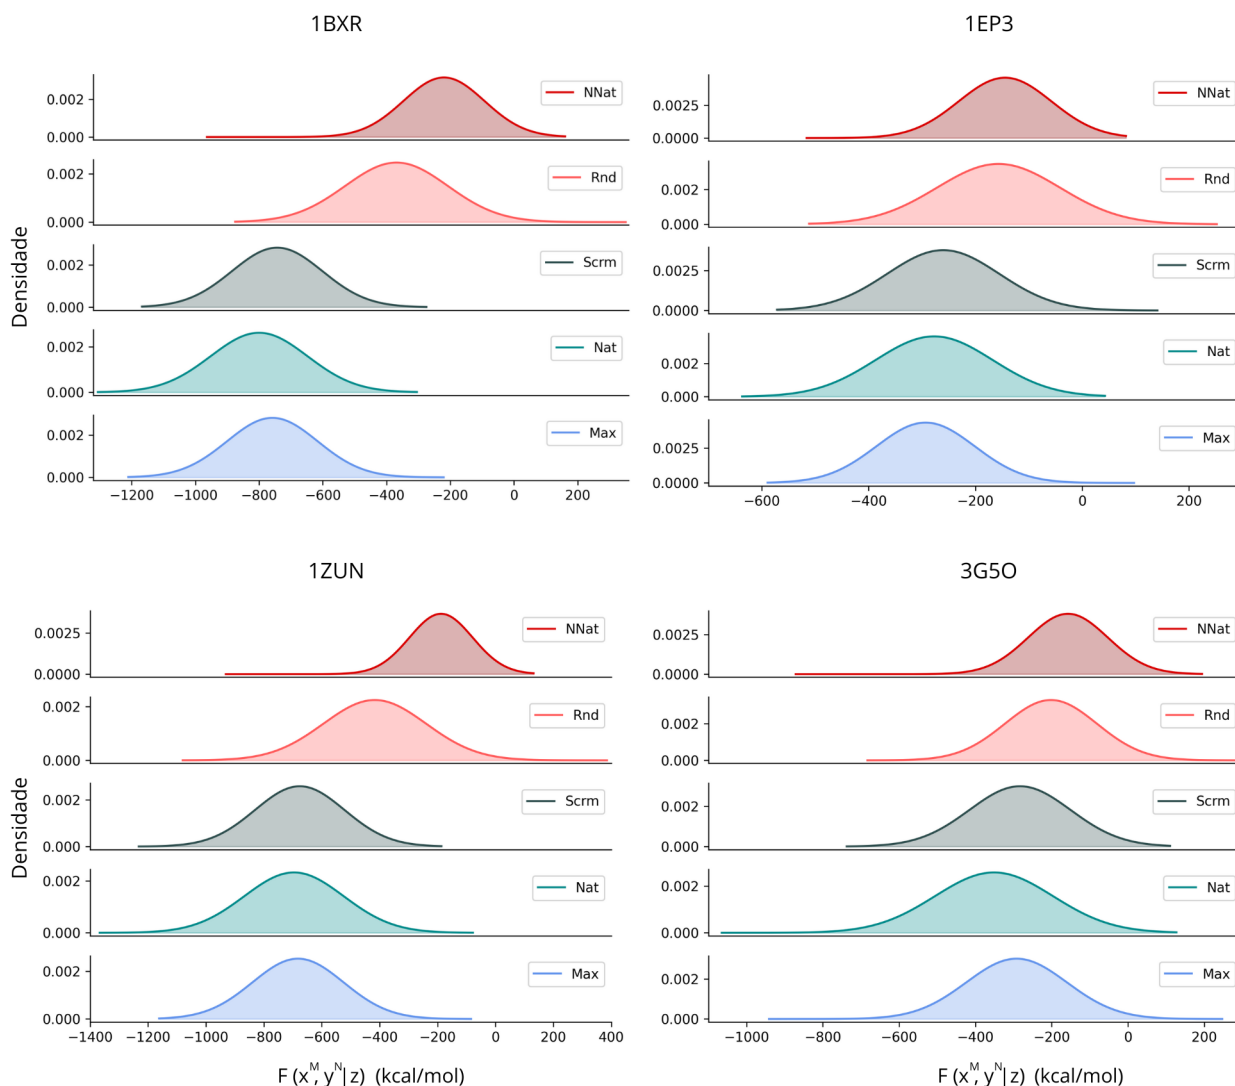 1BXR
0.002
0.000
NNat
0.002
0.000
Rnd
0.002
0.000
Scrm
0.002
0.000
Nat
0.002
0.000
Max
−1200 −1000 −800 −600 −400 −200 0 200
Densidade
1EP3
0.0025
0.0000
NNat
0.002
0.000
Rnd
0.0025
0.0000
Scrm
0.002
0.000
Nat
0.0025
0.0000
Max
−600 −400 −200 0 200
1ZUN
0.0025
0.0000
NNat
0.002
0.000
Rnd
0.002
0.000
Scrm
0.002
0.000
Nat
0.002
0.000
Max
−1400 −1200 −1000 −800 −600 −400 −200 0 200 400
Densidade
F (xᴹ, yᴺ|z) (kcal/mol)
3G5O
0.0025
0.0000
NNat
0.002
0.000
Rnd
0.002
0.000
Scrm
0.002
0.000
Nat
0.002
0.000
Max
−1000 −800 −600 −400 −200 0 200
F (xᴹ, yᴺ|z) (kcal/mol)